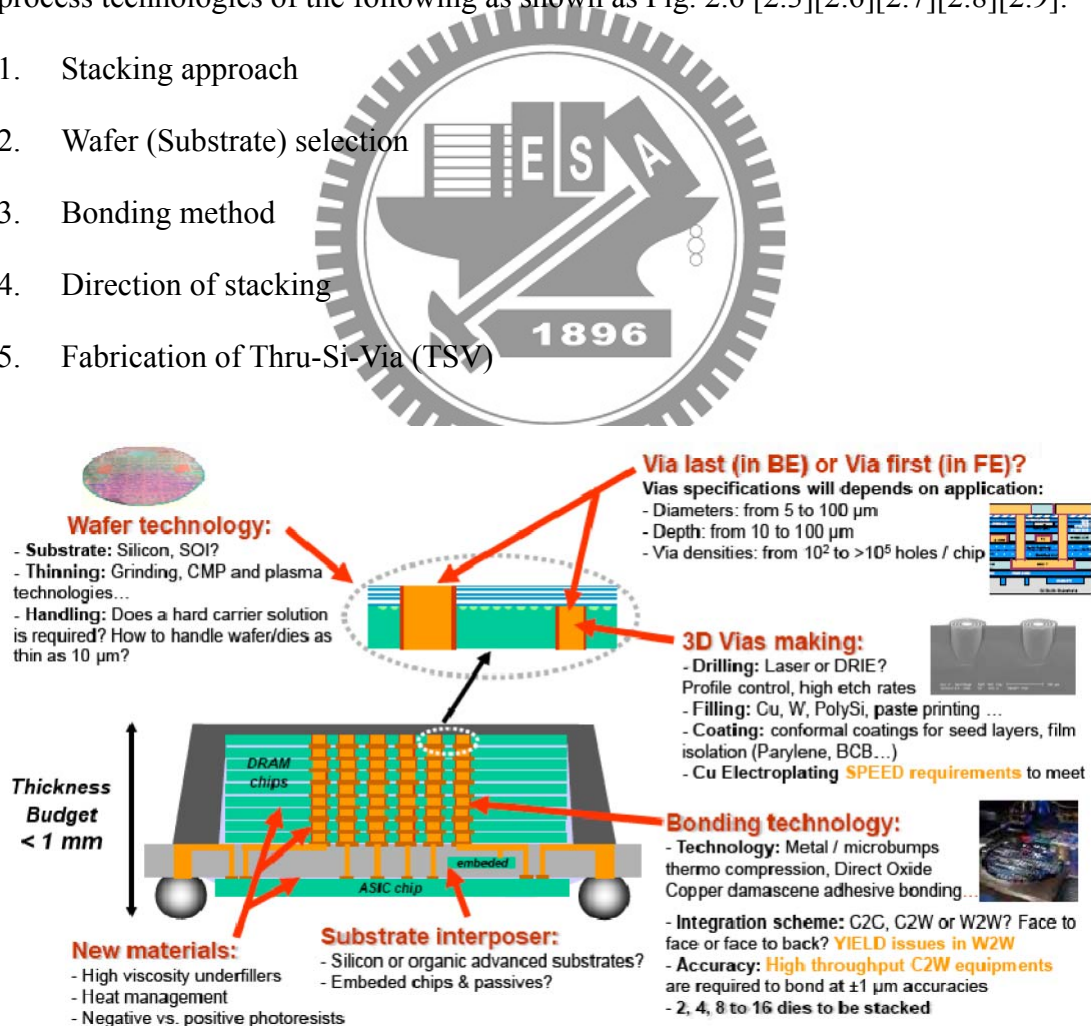 process technologies of the following as shown as Fig. 2.6 [2.5][2.6][2.7][2.8][2.9]:
1. Stacking approach
2. Wafer (Substrate) selection
3. Bonding method
4. Direction of stacking
5. Fabrication of Thru-Si-Via (TSV)
E S A
1896
Via last (in BE) or Via first (in FE)?
Vias specifications will depends on application:
- Diameters: from 5 to 100 µm
- Depth: from 10 to 100 µm
- Via densities: from 10² to >10⁵ holes / chip
Wafer technology:
- Substrate: Silicon, SOI?
- Thinning: Grinding, CMP and plasma
technologies…
- Handling: Does a hard carrier solution
is required? How to handle wafer/dies as
thin as 10 µm?
3D Vias making:
- Drilling: Laser or DRIE?
Profile control, high etch rates
- Filling: Cu, W, PolySi, paste printing …
- Coating: conformal coatings for seed layers, film
isolation (Parylene, BCB…)
- Cu Electroplating SPEED requirements to meet
Thickness
Budget
< 1 mm
DRAM
chips
embeded
ASIC chip
Bonding technology:
- Technology: Metal / microbumps
thermo compression, Direct Oxide
Copper damascene adhesive bonding…
- Integration scheme: C2C, C2W or W2W? Face to
face or face to back? YIELD issues in W2W
- Accuracy: High throughput C2W equipments
are required to bond at ±1 µm accuracies
- 2, 4, 8 to 16 dies to be stacked
New materials:
- High viscosity underfillers
- Heat management
- Negative vs. positive photoresists
Substrate interposer:
- Silicon or organic advanced substrates?
- Embeded chips & passives?